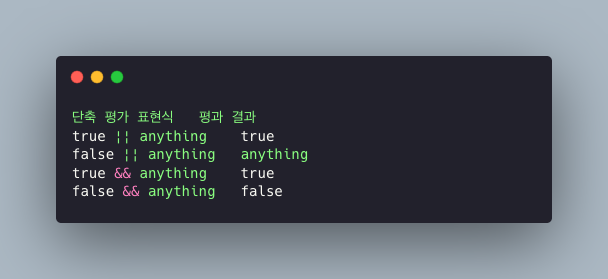 단축 평가 표현식 평과 결과
true ¦¦ anything true
false ¦¦ anything anything
true && anything true
false && anything false